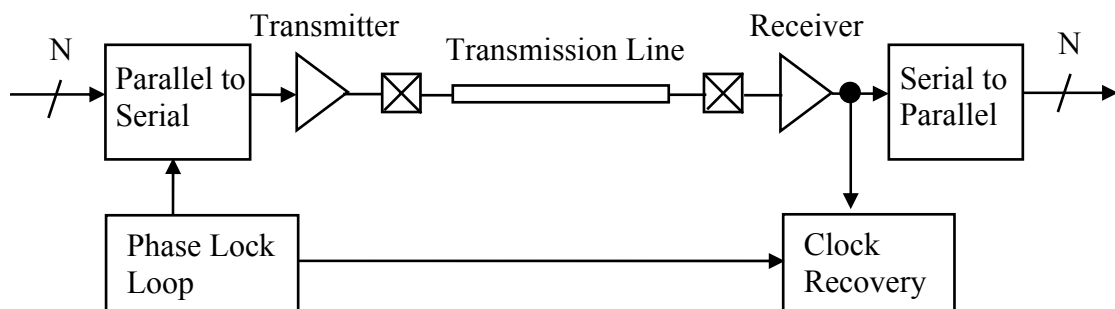 Transmitter
Receiver
N
Transmission Line
N
Parallel to
Serial
Serial to
Parallel
Phase Lock
Loop
Clock
Recovery